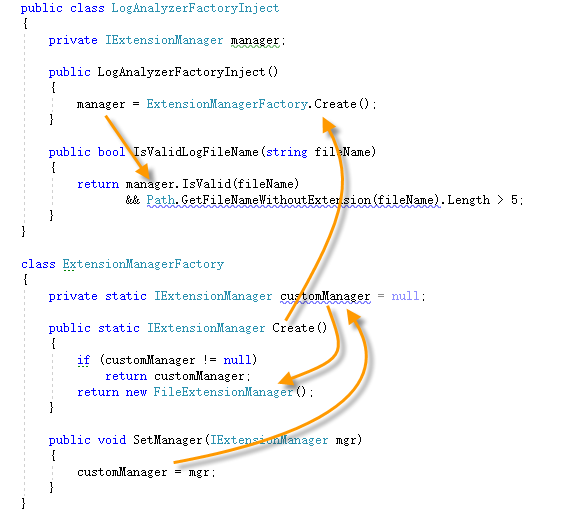 public class LogAnalyzerFactoryInject
{
    private IExtensionManager manager;

    public LogAnalyzerFactoryInject()
    {
        manager = ExtensionManagerFactory.Create();
    }

    public bool IsValidLogFileName(string fileName)
    {
        return manager.IsValid(fileName)
               && Path.GetFileNameWithoutExtension(fileName).Length > 5;
    }
}

class ExtensionManagerFactory
{
    private static IExtensionManager customManager = null;

    public static IExtensionManager Create()
    {
        if (customManager != null)
            return customManager;
        return new FileExtensionManager();
    }

    public void SetManager(IExtensionManager mgr)
    {
        customManager = mgr;
    }
}